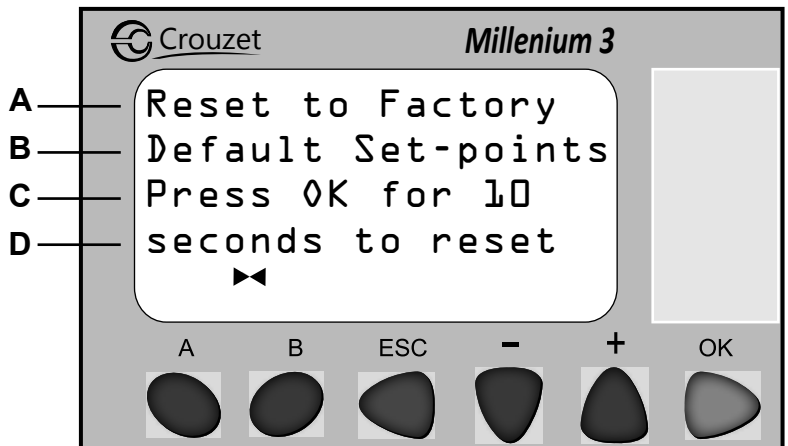 Crouzet Millenium 3
A Reset to Factory
B Default Set-points
C Press OK for 10
D seconds to reset
A B ESC - + OK